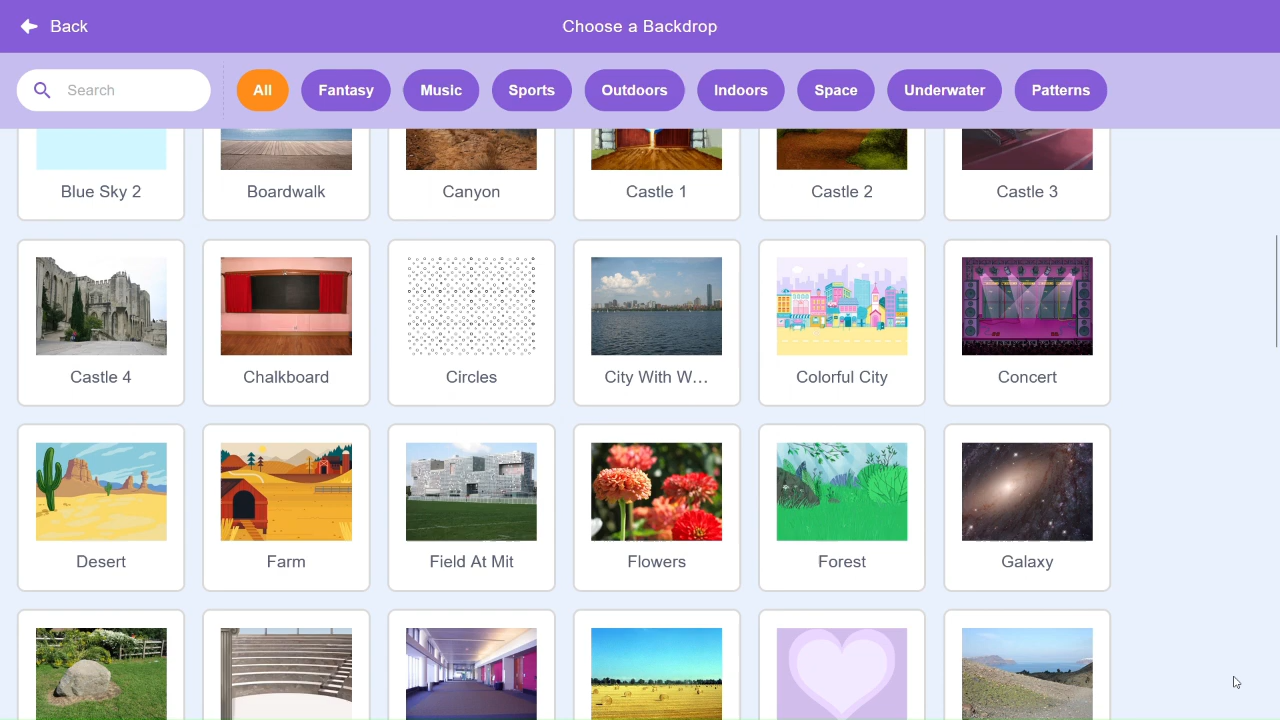 Back
Choose a Backdrop
Search
All
Fantasy
Music
Sports
Outdoors
Indoors
Space
Underwater
Patterns
Blue Sky 2
Boardwalk
Canyon
Castle 1
Castle 2
Castle 3
Castle 4
Chalkboard
Circles
City With W...
Colorful City
Concert
Desert
Farm
Field At Mit
Flowers
Forest
Galaxy